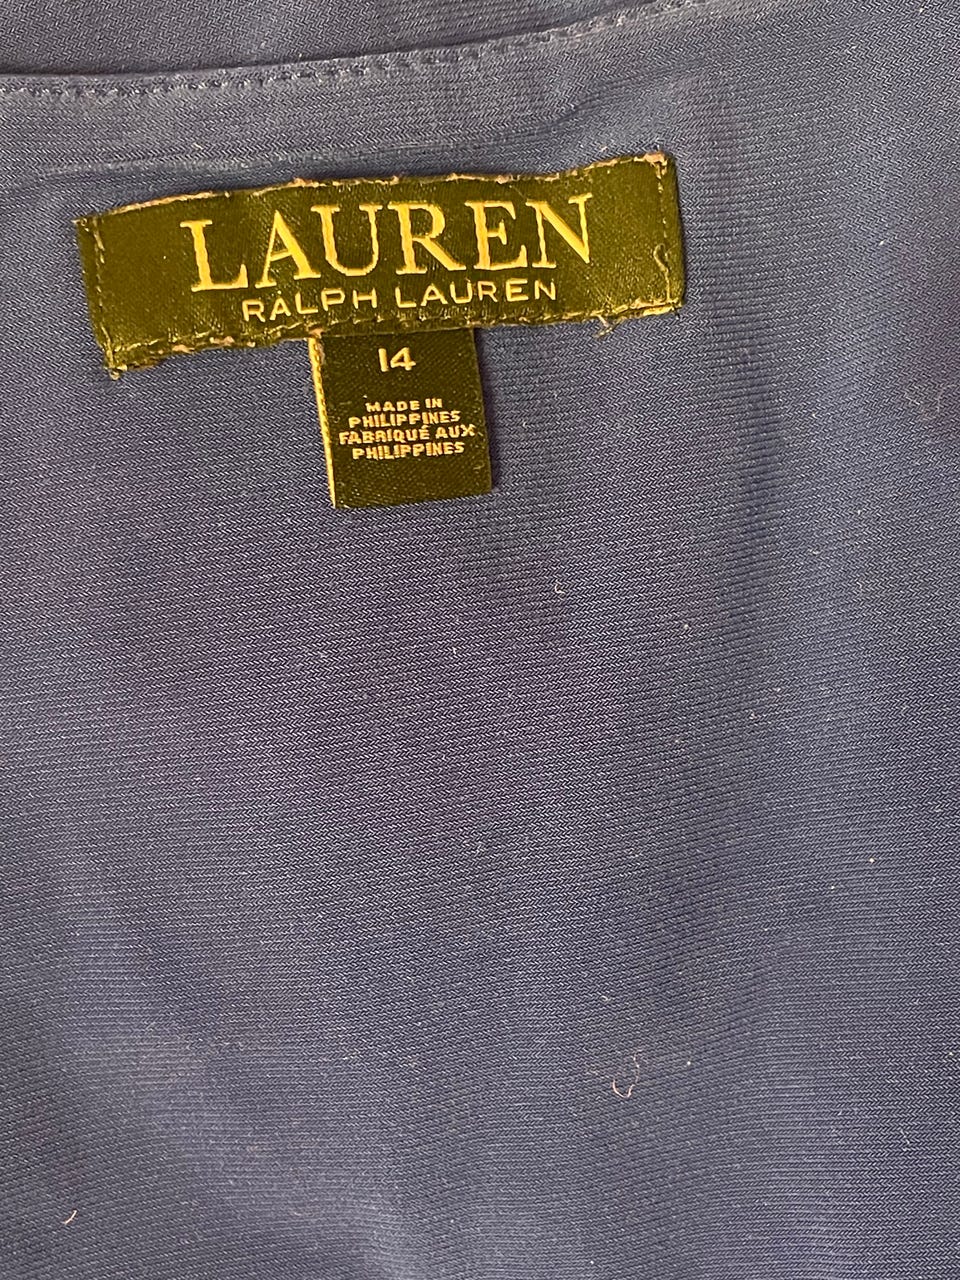 LAUREN
RALPH LAUREN
14
MADE IN
PHILIPPINES
FABRIQUÉ AUX
PHILIPPINES